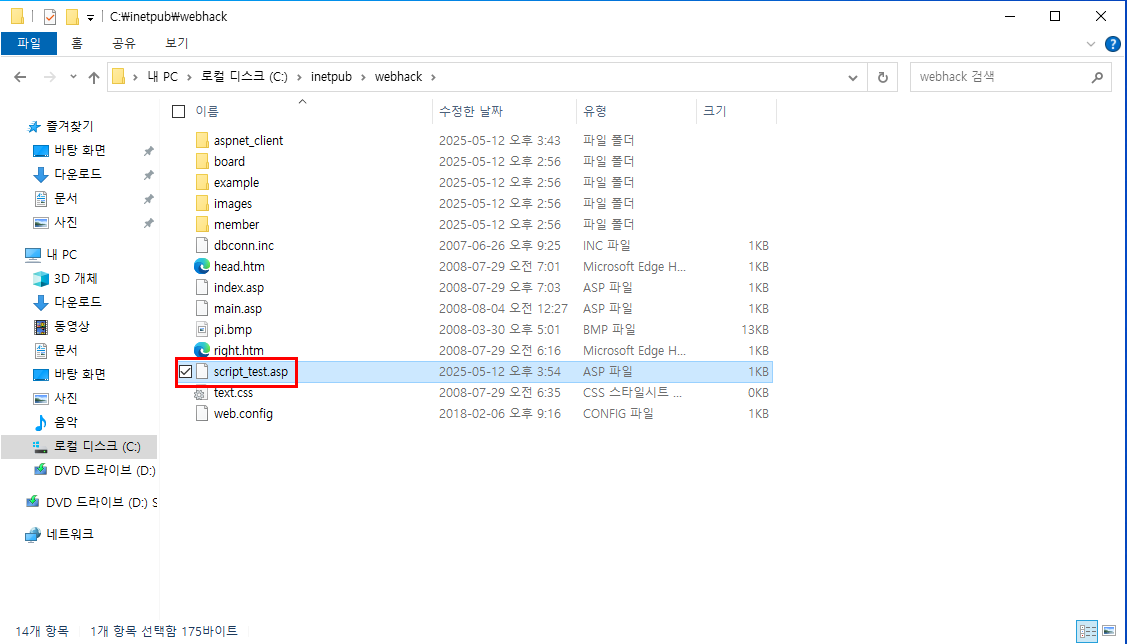 C:₩inetpub₩webhack
파일 홈 공유 보기
내 PC 로컬 디스크 (C:) inetpub webhack
webhack 검색
즐겨찾기
바탕 화면
다운로드
문서
사진
내 PC
3D 개체
다운로드
동영상
문서
바탕 화면
사진
음악
로컬 디스크 (C:)
DVD 드라이브 (D:)
DVD 드라이브 (D:) S
네트워크
이름 수정한 날짜 유형 크기
aspnet_client 2025-05-12 오후 3:43 파일 폴더
board 2025-05-12 오후 2:56 파일 폴더
example 2025-05-12 오후 2:56 파일 폴더
images 2025-05-12 오후 2:56 파일 폴더
member 2025-05-12 오후 2:56 파일 폴더
dbconn.inc 2007-06-26 오후 9:25 INC 파일 1KB
head.htm 2008-07-29 오전 7:01 Microsoft Edge H... 1KB
index.asp 2008-07-29 오후 7:03 ASP 파일 1KB
main.asp 2008-08-04 오전 12:27 ASP 파일 1KB
pi.bmp 2008-03-30 오후 5:01 BMP 파일 13KB
right.htm 2008-07-29 오후 6:16 Microsoft Edge H... 1KB
script_test.asp 2025-05-12 오후 3:54 ASP 파일 1KB
text.css 2008-07-29 오후 6:35 CSS 스타일시트 ... 0KB
web.config 2018-02-06 오후 9:16 CONFIG 파일 1KB
14개 항목 1개 항목 선택함 175바이트